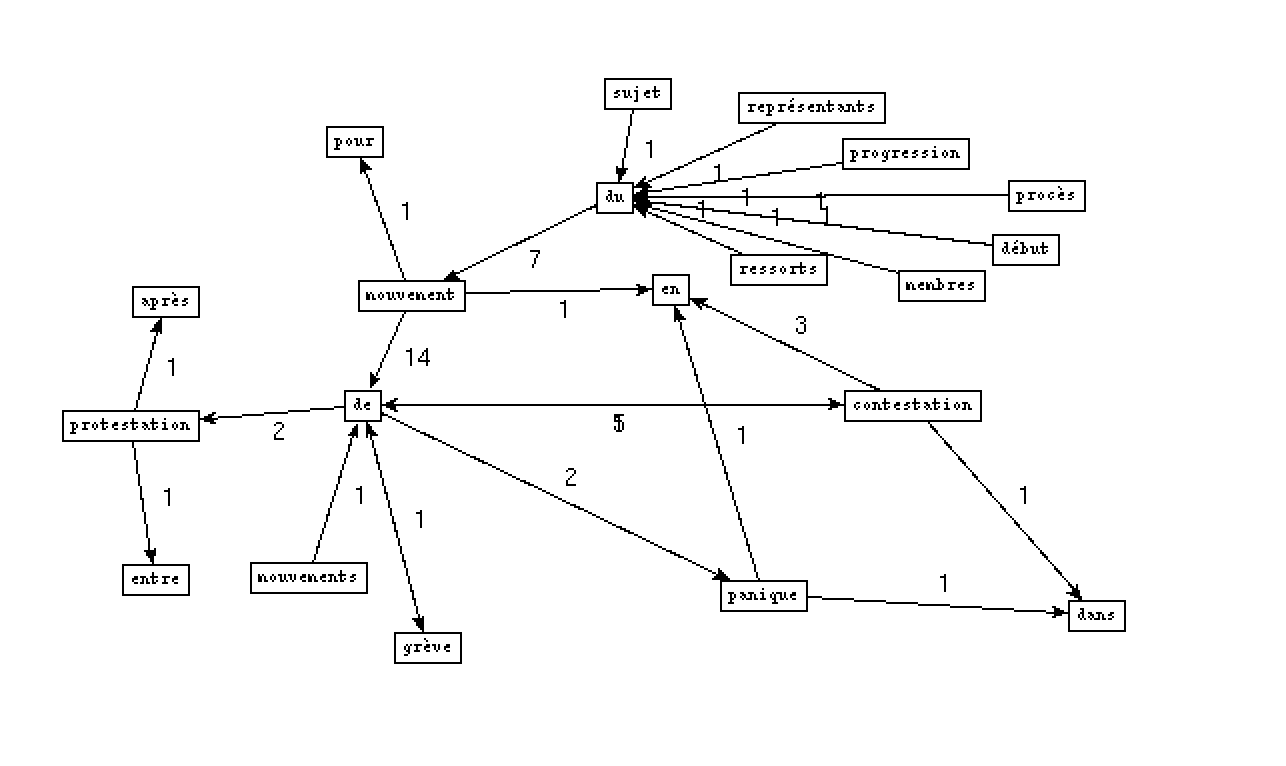 sujet
représentants
pour
progression
1
1
procès
du
1
1
1
1
1
1
début
7
ressorts
membres
mouvement
en
après
1
3
14
1
de
contestation
protestation
2
1
2
1
1
1
1
entre
mouvements
1
panique
dans
grève